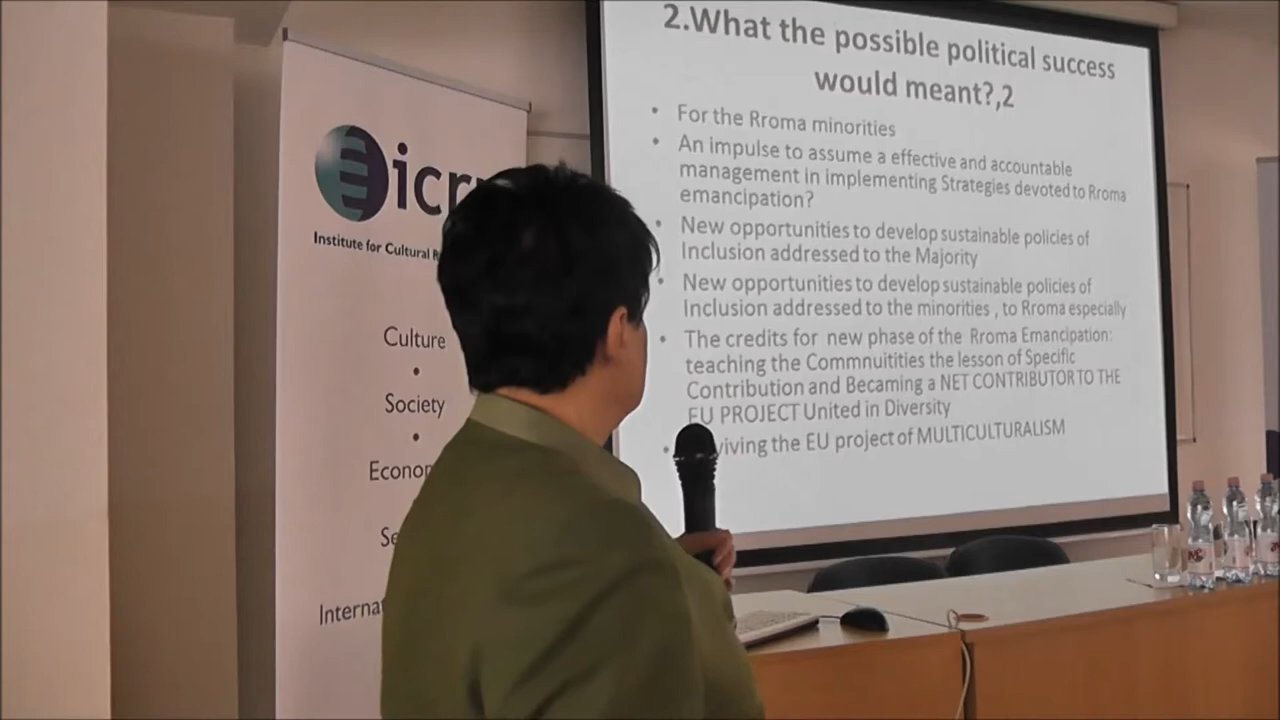 2.What the possible political success
would meant?,2
• For the Rroma minorities
• An impulse to assume a effective and accountable
management in implementing Strategies devoted to Rroma
emancipation?
• New opportunities to develop sustainable policies of
Inclusion addressed to the Majority
• New opportunities to develop sustainable policies of
Inclusion addressed to the minorities , to Rroma especially
• The credits for new phase of the Rroma Emancipation:
teaching the Commnuitities the lesson of Specific
Contribution and Becaming a NET CONTRIBUTOR TO THE
EU PROJECT United in Diversity
• the EU project of MULTICULTURALISM
Institute for Cultural
Culture
•
Society
•